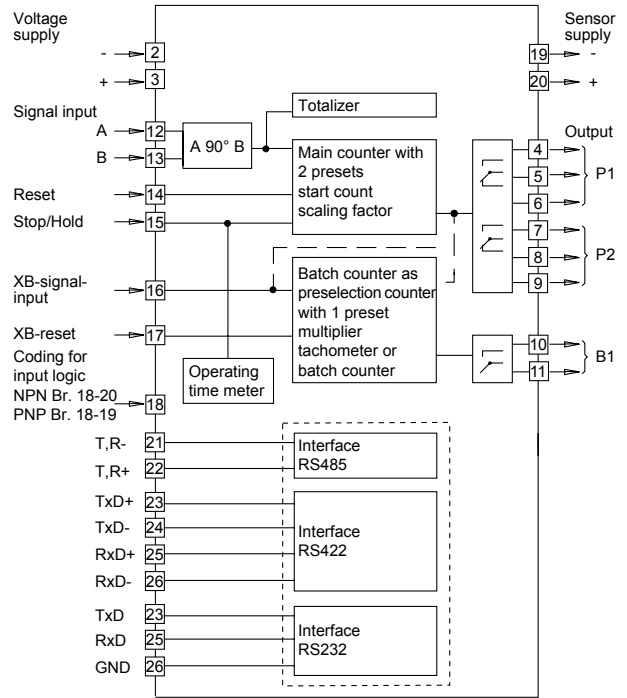 Voltage
supply
- 2
+ 3
Signal input
A 12
B 13
A 90° B
Reset 14
Stop/Hold 15
XB-signal-
input 16
XB-reset 17
Coding for
input logic
NPN Br. 18-20
PNP Br. 18-19
18
Totalizer
Main counter with
2 presets
start count
scaling factor
Batch counter as
preselection counter
with 1 preset
multiplier
tachometer or
batch counter
Operating
time meter
Sensor
supply
19 -
20 +
Output
4
5 P1
6
7
8 P2
9
10
11 B1
T,R- 21
T,R+ 22
Interface
RS485
TxD+ 23
TxD- 24
RxD+ 25
RxD- 26
Interface
RS422
TxD 23
RxD 25
GND 26
Interface
RS232